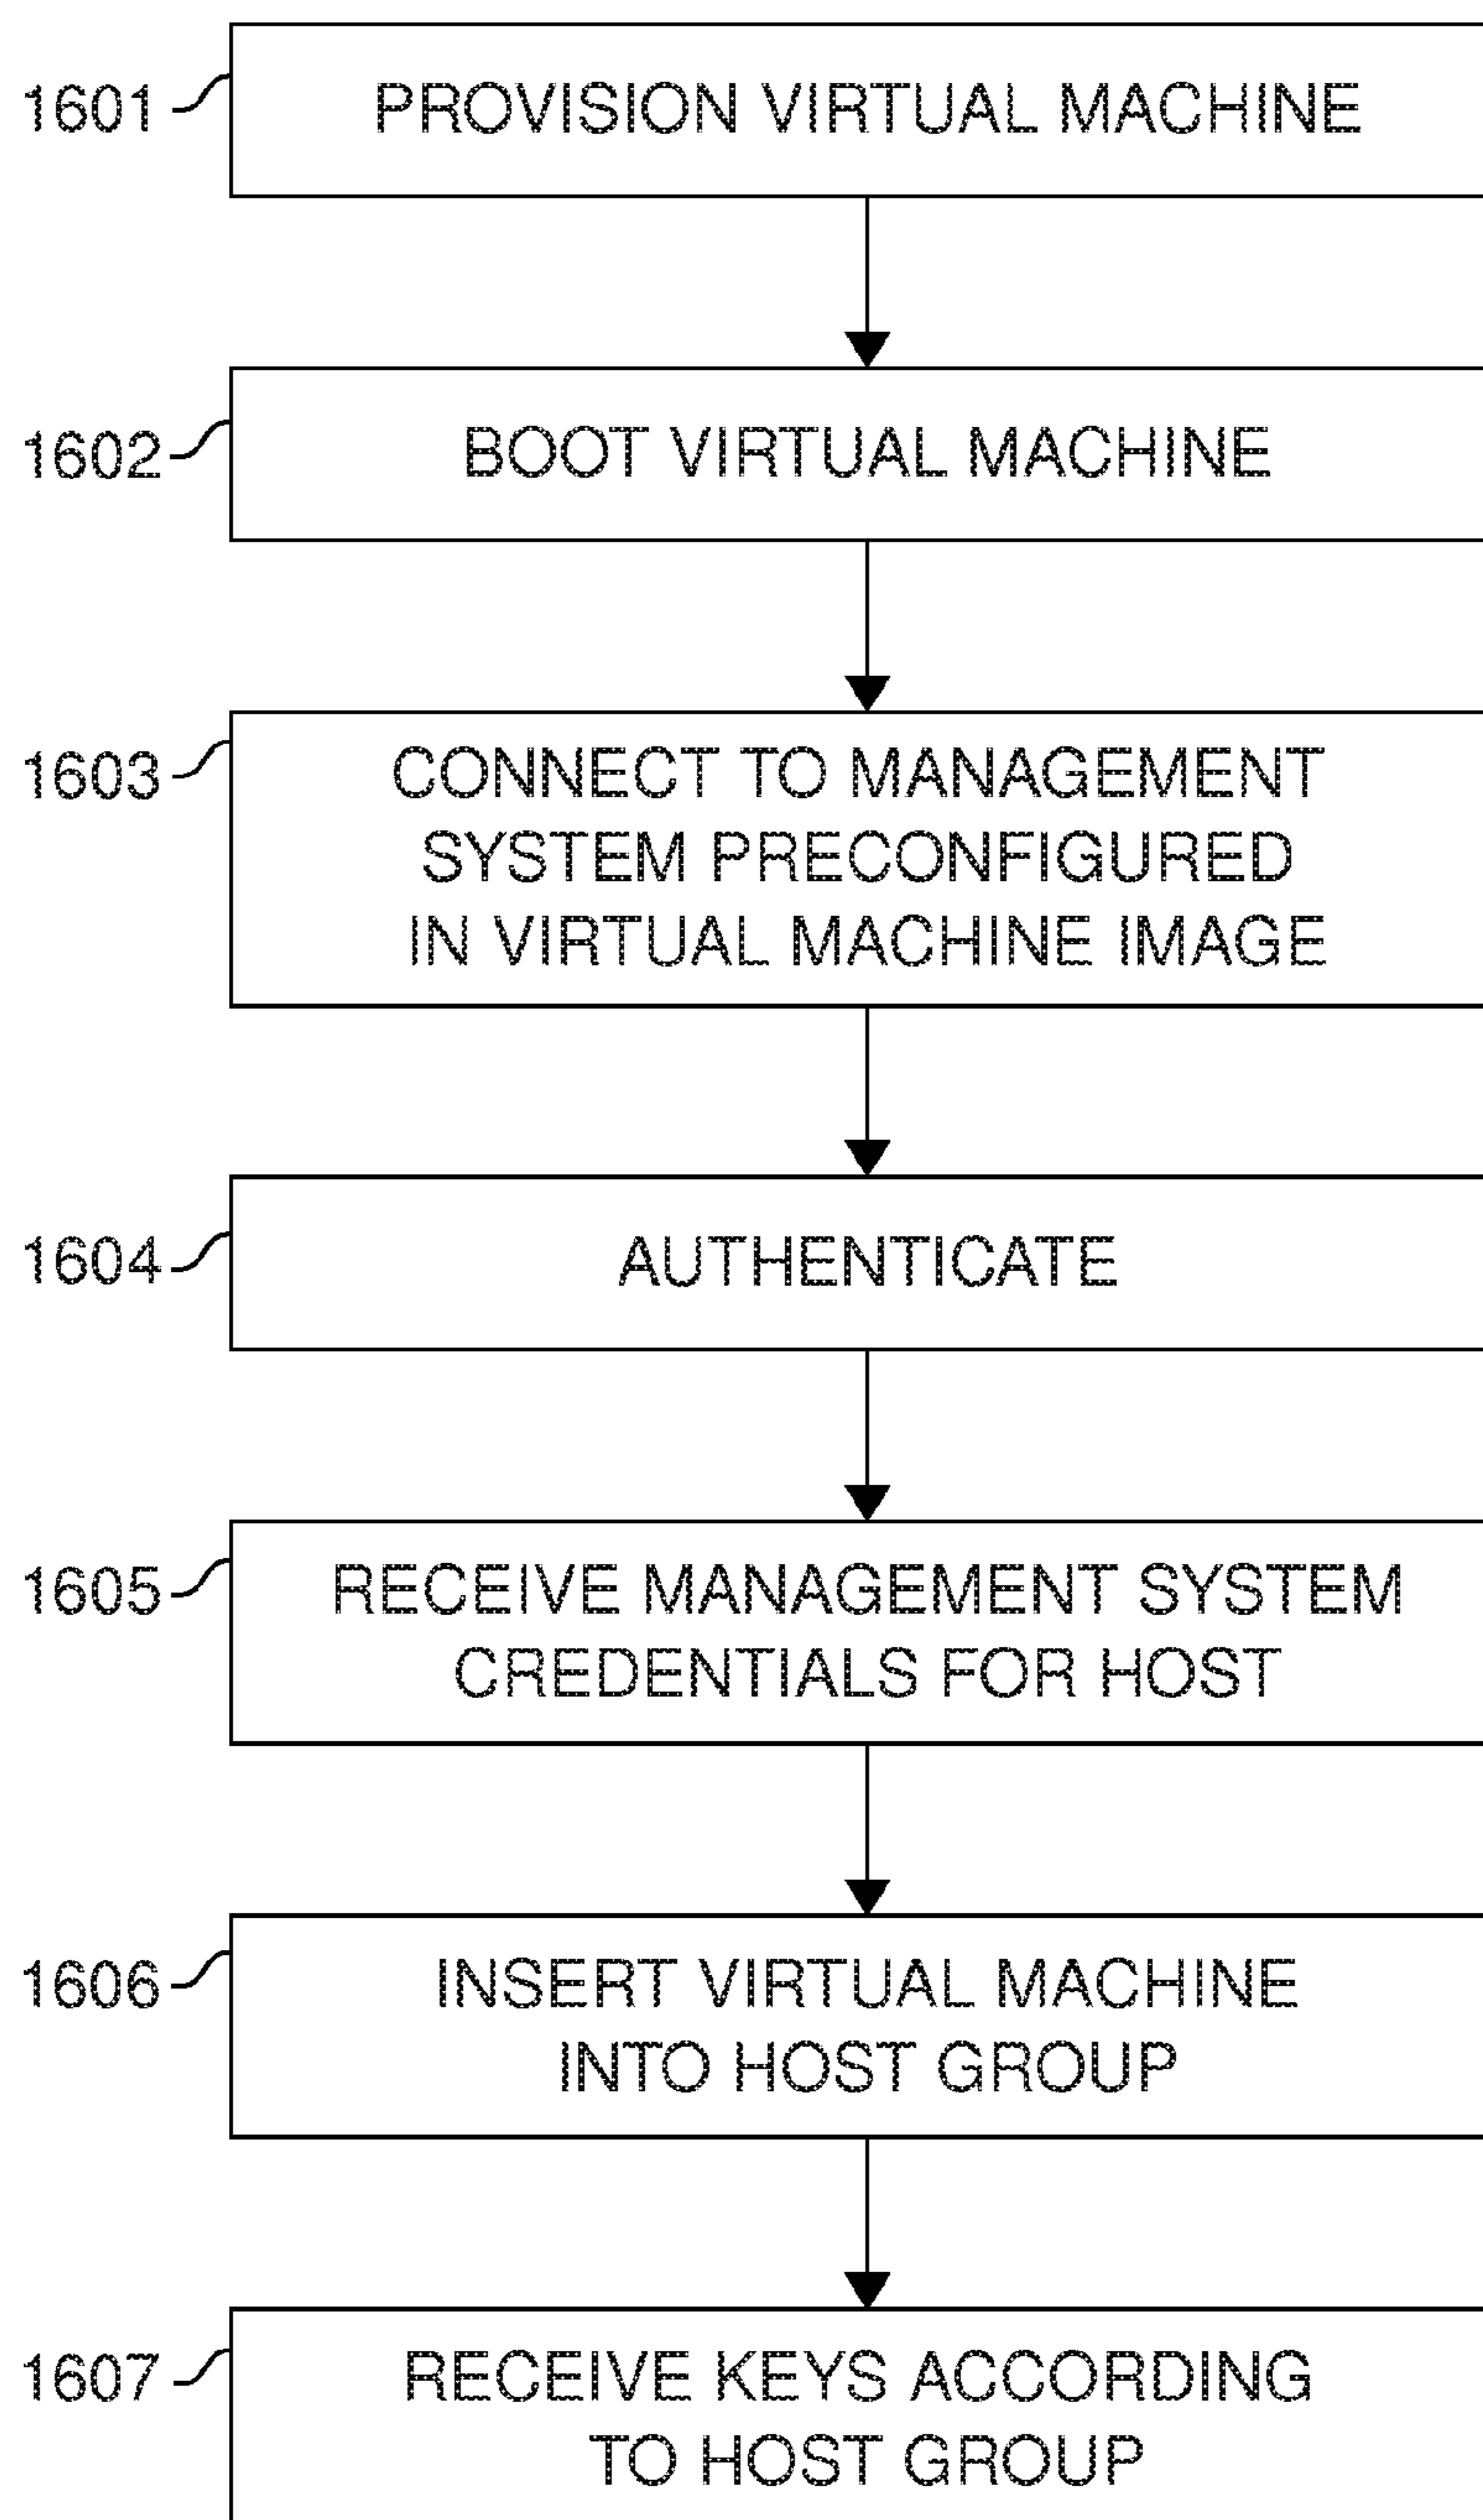 1601
PROVISION VIRTUAL MACHINE
1602
BOOT VIRTUAL MACHINE
1603
CONNECT TO MANAGEMENT
SYSTEM PRECONFIGURED
IN VIRTUAL MACHINE IMAGE
1604
AUTHENTICATE
1605
RECEIVE MANAGEMENT SYSTEM
CREDENTIALS FOR HOST
1606
INSERT VIRTUAL MACHINE
INTO HOST GROUP
1607
RECEIVE KEYS ACCORDING
TO HOST GROUP